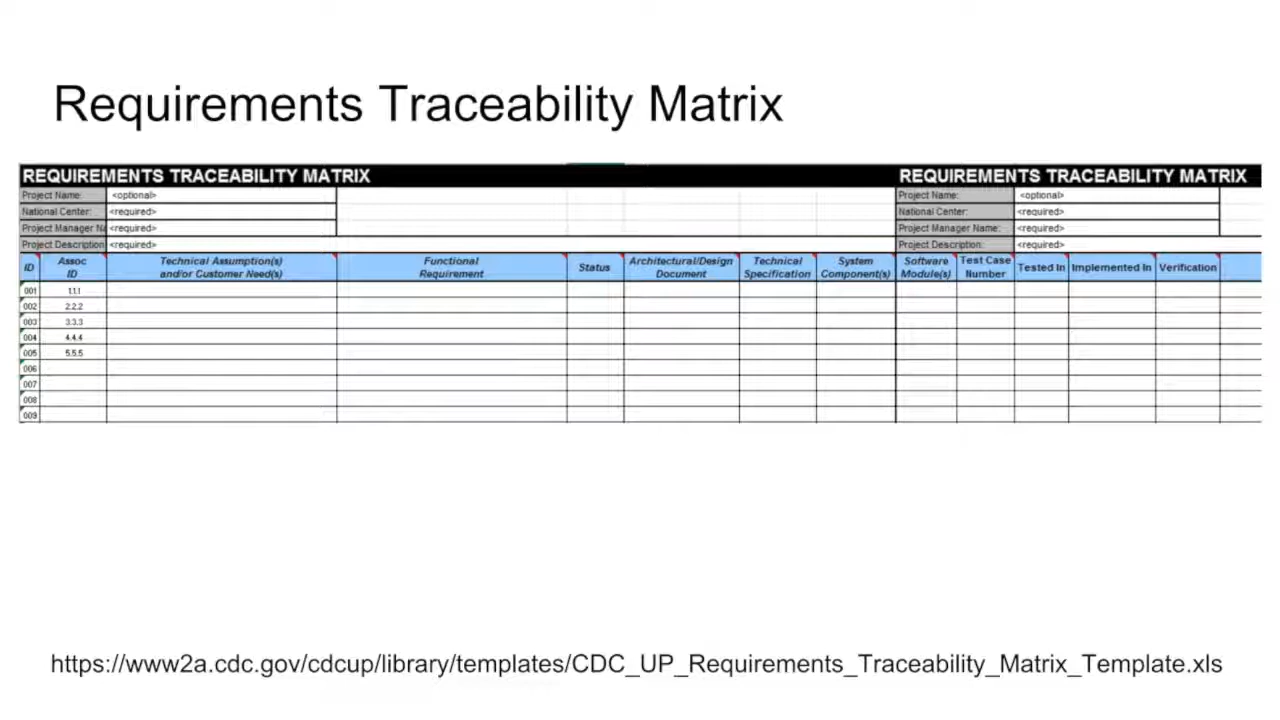 Requirements Traceability Matrix
REQUIREMENTS TRACEABILITY MATRIX REQUIREMENTS TRACEABILITY MATRIX
Project Name: <optional> Project Name: <optional>
National Center: <required> National Center: <required>
Project Manager Na <required> Project Manager Name: <required>
Project Description <required> Project Description: <required>
ID Assoc ID Technical Assumption(s) and/or Customer Need(s) Functional Requirement Status Architectural/Design Document Technical Specification System Component(s) Software Module(s) Test Case Number Tested In Implemented In Verification
001 1.1.1
002 2.2.2
003 3.3.3
004 4.4.4
005 5.5.5
006
007
008
009
https://www2a.cdc.gov/cdcup/library/templates/CDC_UP_Requirements_Traceability_Matrix_Template.xls